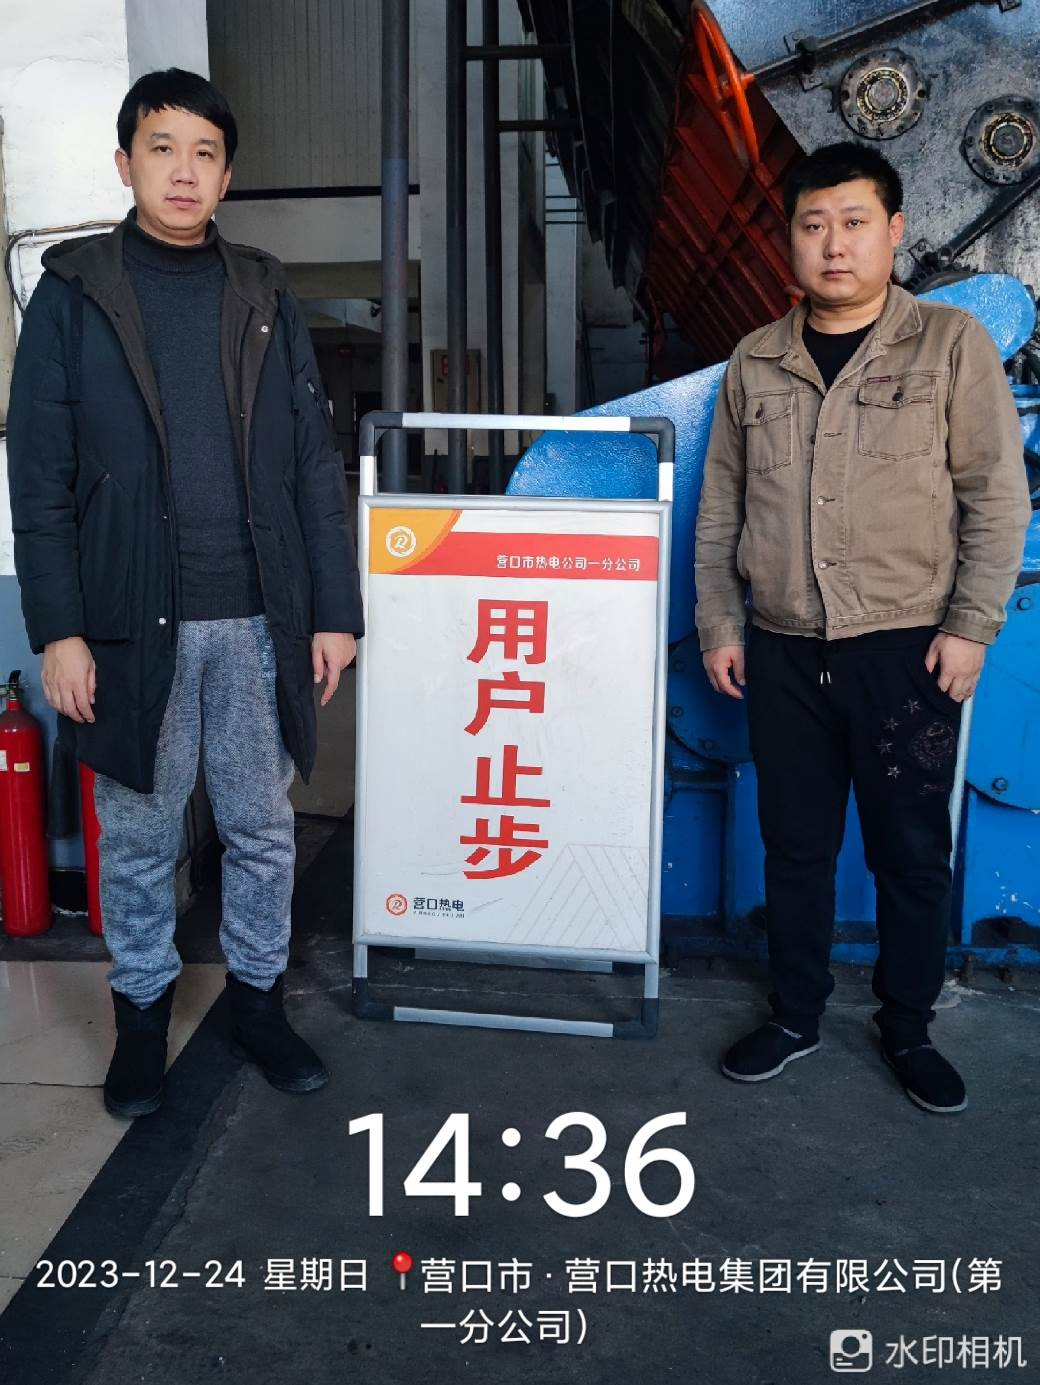 营口市热电公司一分公司
用
户
止
步
营口热电
14:36
2023-12-24 星期日 📍营口市·营口热电集团有限公司(第
一分公司)
水印相机